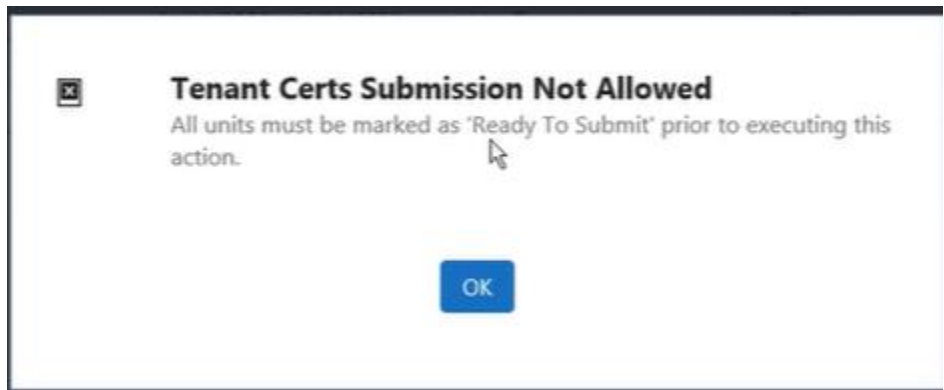 Tenant Certs Submission Not Allowed
All units must be marked as 'Ready To Submit' prior to executing this
action.
OK